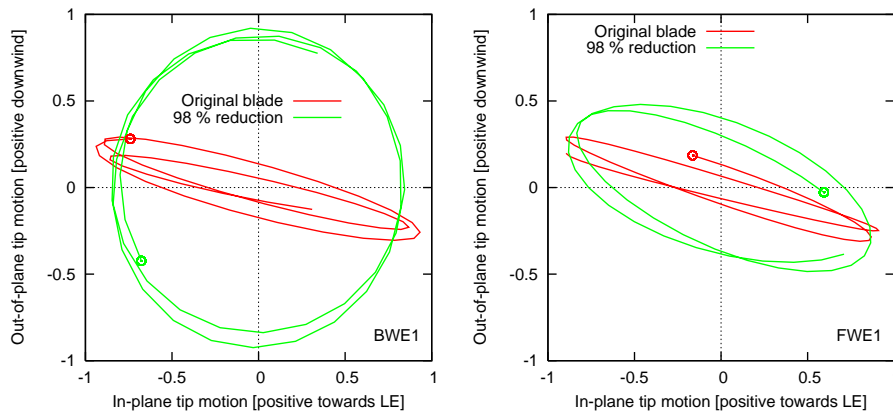 Out-of-plane tip motion [positive downwind]
1
0.5
0
-0.5
-1
Original blade
98 % reduction
BWE1
-1
-0.5
0
0.5
1
In-plane tip motion [positive towards LE]
Out-of-plane tip motion [positive downwind]
1
0.5
0
-0.5
-1
Original blade
98 % reduction
FWE1
-1
-0.5
0
0.5
In-plane tip motion [positive towards LE]